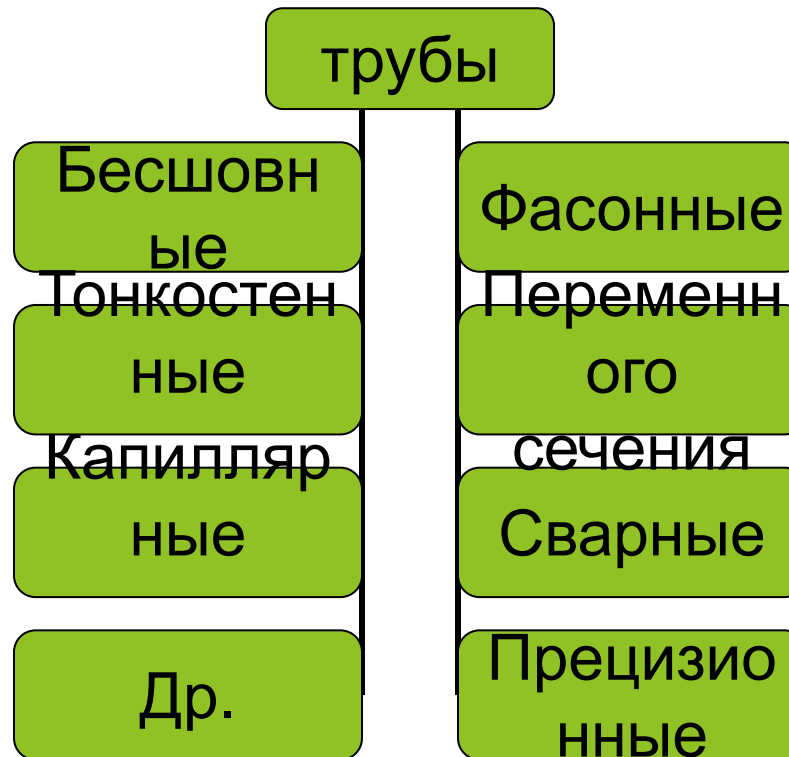 трубы
Бесшовн
ые
Тонкостен
ные
Капилляр
ные
Др.
Фасонные
Переменн
ого
сечения
Сварные
Прецизио
нные